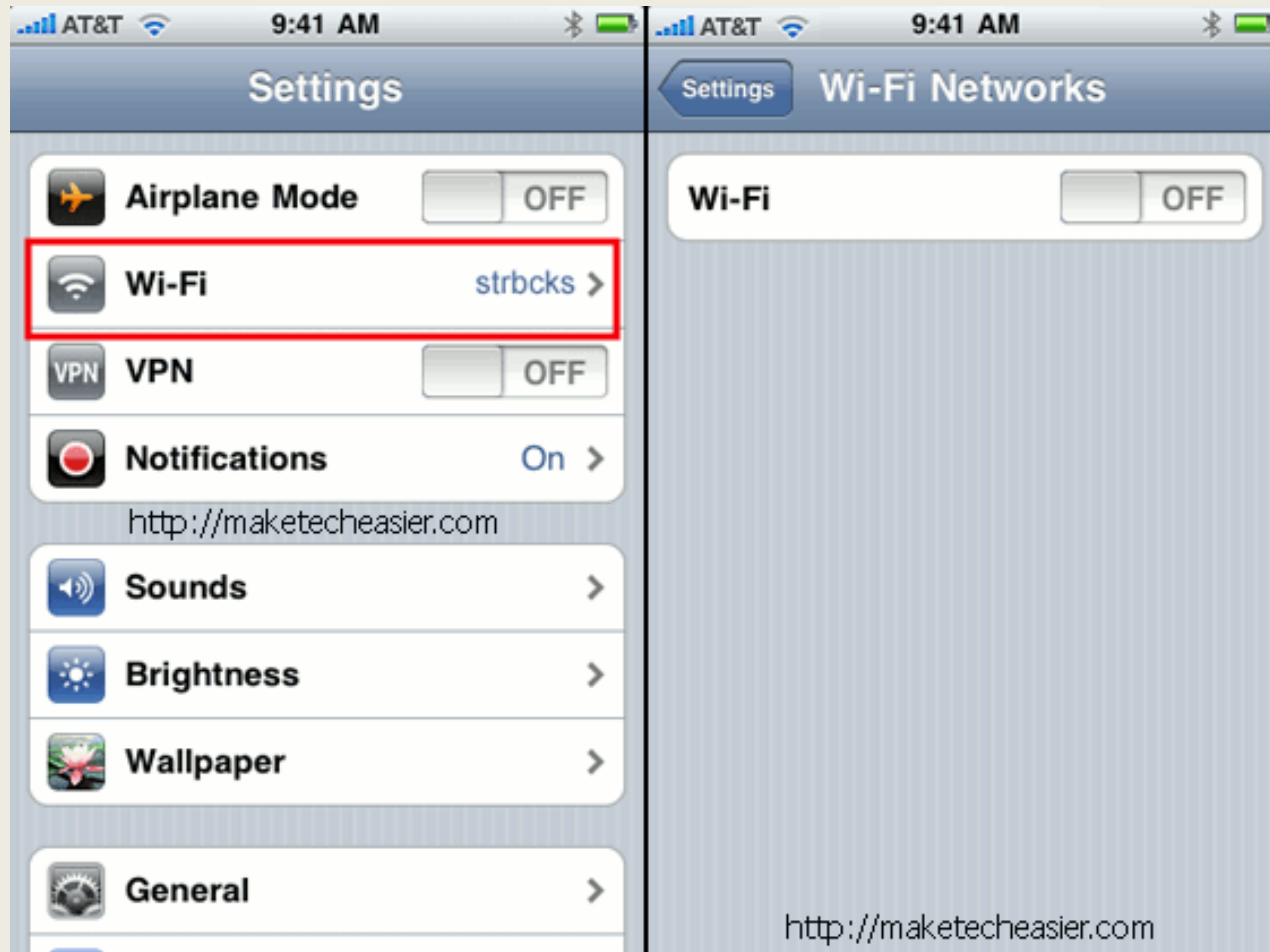 AT&T 9:41 AM
Settings
Airplane Mode OFF
Wi-Fi strbcks
VPN VPN OFF
Notifications On
http://maketecheasier.com
Sounds
Brightness
Wallpaper
General
AT&T 9:41 AM
Settings Wi-Fi Networks
Wi-Fi OFF
http://maketecheasier.com